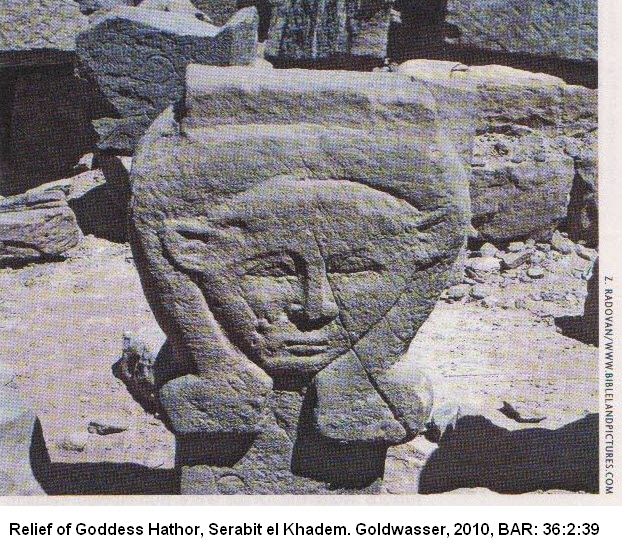 Z. RADOVAN/WWW.BIBLELANDPICTURES.COM
Relief of Goddess Hathor, Serabit el Khadem. Goldwasser, 2010, BAR: 36:2:39